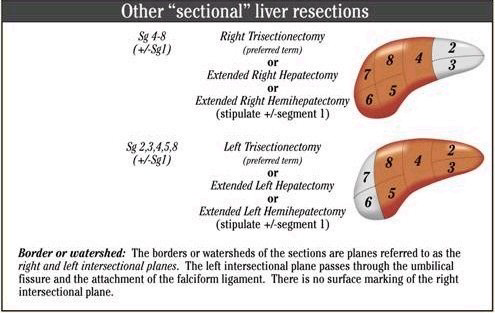 Other “sectional” liver resections
Sg 4-8
(+/-Sg1)
Right Trisectionectomy
(preferred term)
or
Extended Right Hepatectomy
or
Extended Right Hemihepatectomy
(stipulate +/-segment 1)
2
3
4
8
7
5
6
Sg 2,3,4,5,8
(+/-Sg1)
Left Trisectionectomy
(preferred term)
or
Extended Left Hepatectomy
or
Extended Left Hemihepatectomy
(stipulate +/-segment 1)
2
3
4
8
7
5
6
Border or watershed: The borders or watersheds of the sections are planes referred to as the
right and left intersectional planes. The left intersectional plane passes through the umbilical
fissure and the attachment of the falciform ligament. There is no surface marking of the right
intersectional plane.